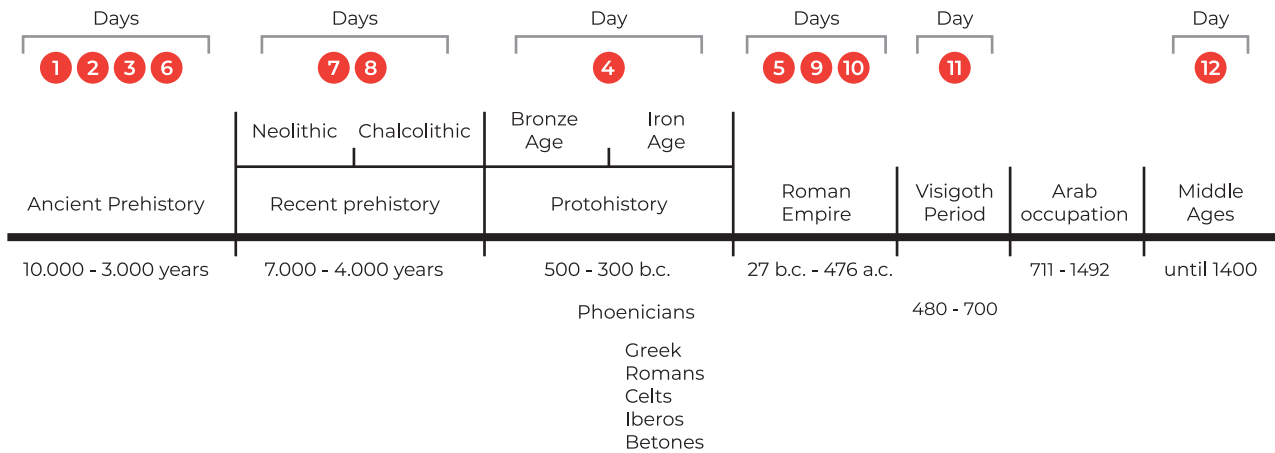 Days
Days
Day
Days
Day
Day
1 2 3 6
7 8
4
5 9 10
11
12
Neolithic
Chalcolithic
Bronze
Age
Iron
Age
Ancient Prehistory
Recent prehistory
Protohistory
Roman
Empire
Visigoth
Period
Arab
occupation
Middle
Ages
10.000 - 3.000 years
7.000 - 4.000 years
500 - 300 b.c.
27 b.c. - 476 a.c.
711 - 1492
until 1400
Phoenicians
480 - 700
Greek
Romans
Celts
Iberos
Betones